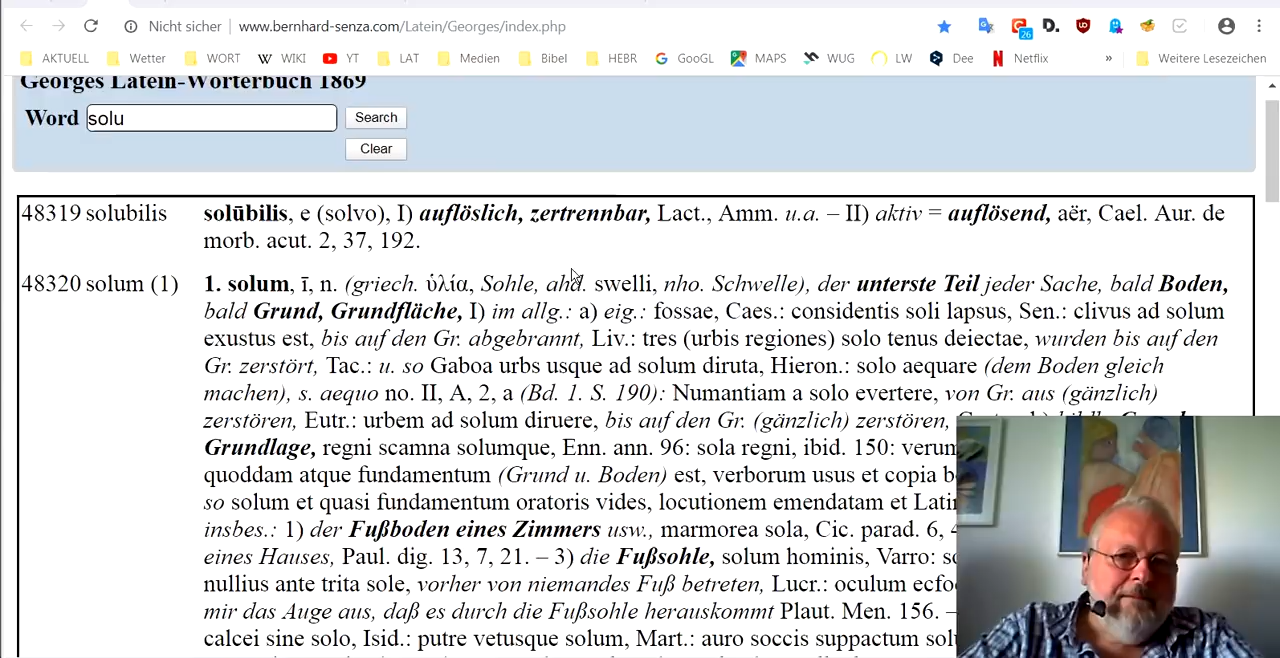 Nicht sicher | www.bernhard-senza.com/Latein/Georges/index.php
26
AKTUELL Wetter WORT WIKI YT LAT Medien Bibel HEBR GooGL MAPS WUG LW Dee Netflix » Weitere Lesezeichen
Georges Latein-Wörterbuch 1869
Word solu Search
Clear
48319 solubilis solūbilis, e (solvo), I) auflöslich, zertrennbar, Lact., Amm. u.a. – II) aktiv = auflösend, aër, Cael. Aur. de
morb. acut. 2, 37, 192.
48320 solum (1) 1. solum, ī, n. (griech. ὑλία, Sohle, ahd. swelli, nho. Schwelle), der unterste Teil jeder Sache, bald Boden,
bald Grund, Grundfläche, I) im allg.: a) eig.: fossae, Caes.: considentis soli lapsus, Sen.: clivus ad solum
exustus est, bis auf den Gr. abgebrannt, Liv.: tres (urbis regiones) solo tenus deiectae, wurden bis auf den
Gr. zerstört, Tac.: u. so Gaboa urbs usque ad solum diruta, Hieron.: solo aequare (dem Boden gleich
machen), s. aequo no. II, A, 2, a (Bd. 1. S. 190): Numantiam a solo evertere, von Gr. aus (gänzlich)
zerstören, Eutr.: urbem ad solum diruere, bis auf den Gr. (gänzlich) zerstören,
Grundlage, regni scamna solumque, Enn. ann. 96: sola regni, ibid. 150: verum
quoddam atque fundamentum (Grund u. Boden) est, verborum usus et copia
so solum et quasi fundamentum oratoris vides, locutionem emendatam et
insbes.: 1) der Fußboden eines Zimmers usw., marmorea sola, Cic. parad. 6,
eines Hauses, Paul. dig. 13, 7, 21. – 3) die Fußsohle, solum hominis, Varro:
nullius ante trita sole, vorher von niemandes Fuß betreten, Lucr.: oculum
mir das Auge aus, daß es durch die Fußsohle herauskommt Plaut. Men. 156. –
calcei sine solo, Isid.: putre vetusque solum, Mart.: auro soccis suppactum